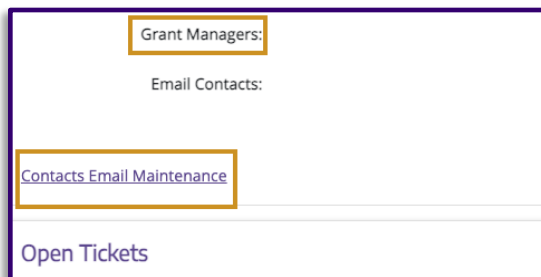 Grant Managers:
Email Contacts:
Contacts Email Maintenance
Open Tickets